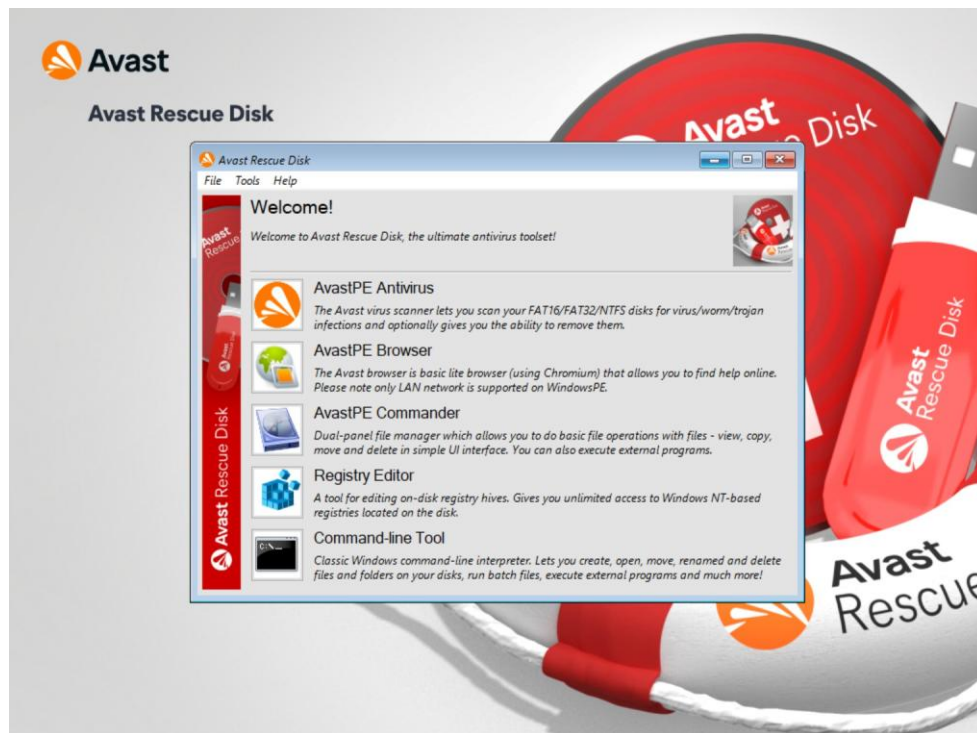 Avast
Avast Rescue Disk
Avast
Rescue Disk
Avast Rescue Disk
File Tools Help
Welcome!
Welcome to Avast Rescue Disk, the ultimate antivirus toolset!
AvastPE Antivirus
The Avast virus scanner lets you scan your FAT16/FAT32/NTFS disks for virus/worm/trojan
infections and optionally gives you the ability to remove them.
AvastPE Browser
The Avast browser is basic lite browser (using Chromium) that allows you to find help online.
Please note only LAN network is supported on WindowsPE.
AvastPE Commander
Dual-panel file manager which allows you to do basic file operations with files - view, copy,
move and delete in simple UI interface. You can also execute external programs.
Registry Editor
A tool for editing on-disk registry hives. Gives you unlimited access to Windows NT-based
registries located on the disk.
Command-line Tool
Classic Windows command-line interpreter. Lets you create, open, move, renamed and delete
files and folders on your disks, run batch files, execute external programs and much more!
Avast
Rescue
Avast Rescue Disk
Avast
Rescue Disk
Avast
Rescue